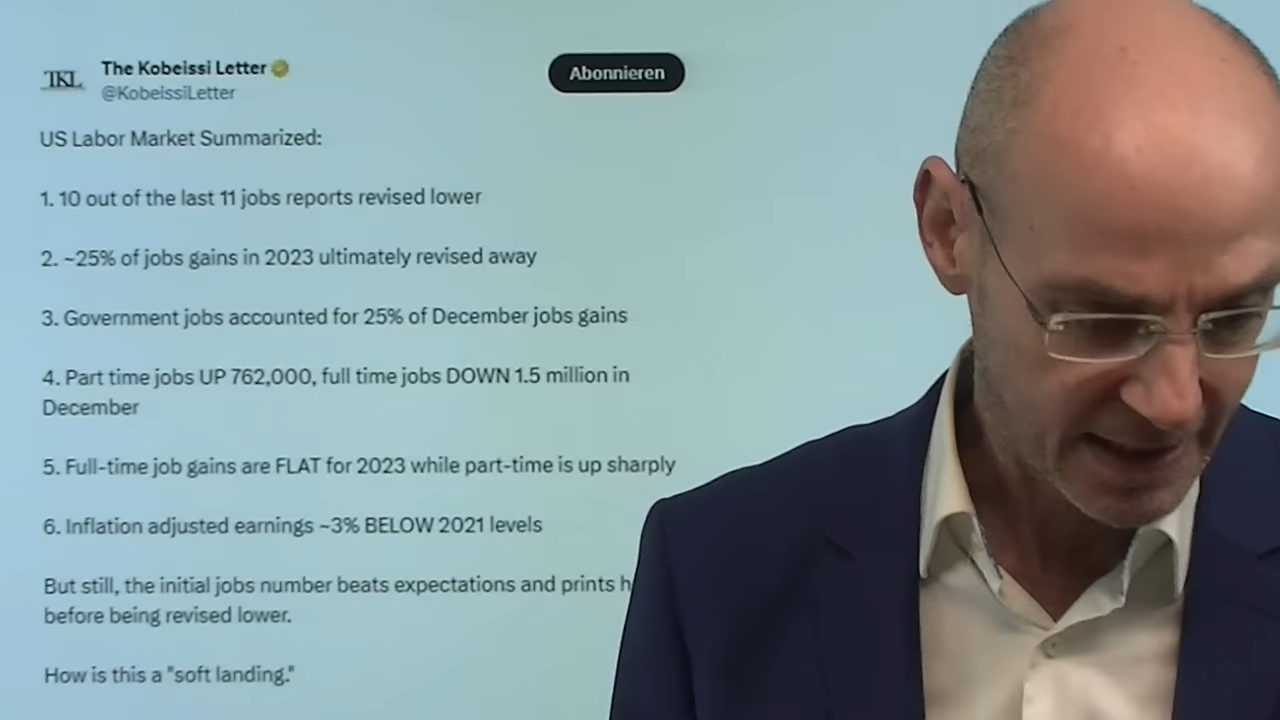 TKL
The Kobeissi Letter
@KobeissiLetter
Abonnieren
US Labor Market Summarized:
1. 10 out of the last 11 jobs reports revised lower
2. ~25% of jobs gains in 2023 ultimately revised away
3. Government jobs accounted for 25% of December jobs gains
4. Part time jobs UP 762,000, full time jobs DOWN 1.5 million in
December
5. Full-time job gains are FLAT for 2023 while part-time is up sharply
6. Inflation adjusted earnings ~3% BELOW 2021 levels
But still, the initial jobs number beats expectations and prints
before being revised lower.
How is this a "soft landing."